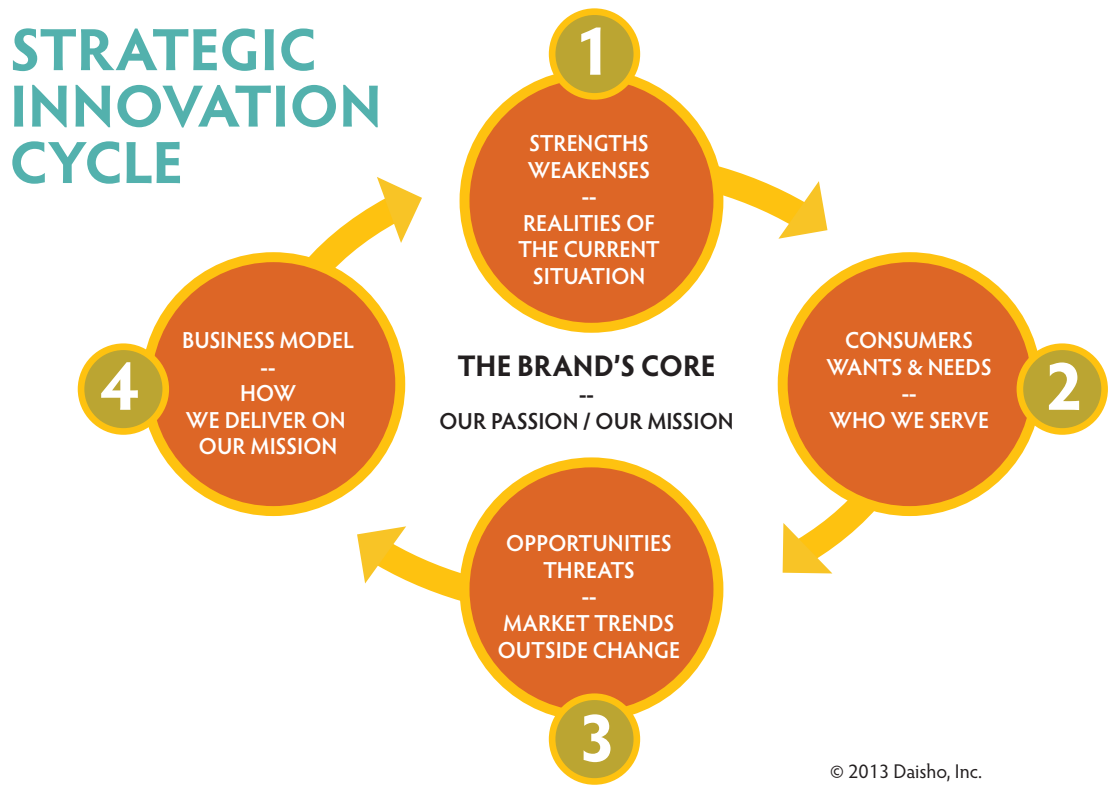 STRATEGIC
INNOVATION
CYCLE
1
STRENGTHS
WEAKENSES
--
REALITIES OF
THE CURRENT
SITUATION
2
CONSUMERS
WANTS & NEEDS
--
WHO WE SERVE
3
OPPORTUNITIES
THREATS
--
MARKET TRENDS
OUTSIDE CHANGE
4
BUSINESS MODEL
--
HOW
WE DELIVER ON
OUR MISSION
THE BRAND'S CORE
--
OUR PASSION / OUR MISSION
© 2013 Daisho, Inc.